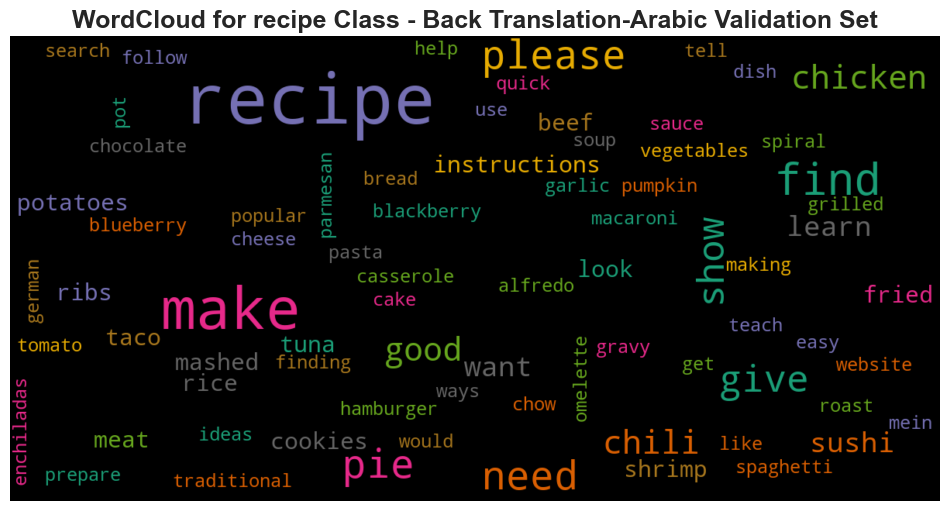 WordCloud for recipe Class - Back Translation-Arabic Validation Set
search
follow
help
please
tell
dish
chicken
quick
recipe
pot
use
beef
sauce
soup
spiral
chocolate
vegetables
instructions
parmesan
bread
garlic
pumpkin
find
potatoes
blueberry
popular
blackberry
macaroni
grilled
learn
cheese
show
pasta
german
casserole
look
making
ribs
cake
alfredo
fried
make
teach
tomato
taco
tuna
good
gravy
easy
mashed
finding
want
omelette
get
website
rice
give
enchiladas
ways
hamburger
chow
roast
mein
meat
ideas
cookies
would
chili
like
sushi
prepare
traditional
pie
need
shrimp
spaghetti